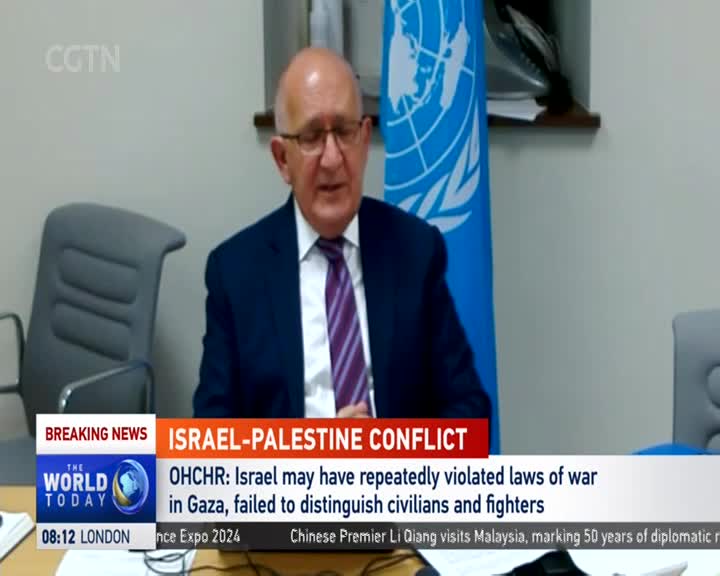 CGTN
BREAKING NEWS
ISRAEL-PALESTINE CONFLICT
THE
WORLD
TODAY
OHCHR: Israel may have repeatedly violated laws of war
in Gaza, failed to distinguish civilians and fighters
08:12 LONDON
nce Expo 2024 Chinese Premier Li Qiang visits Malaysia, marking 50 years of diplomatic r